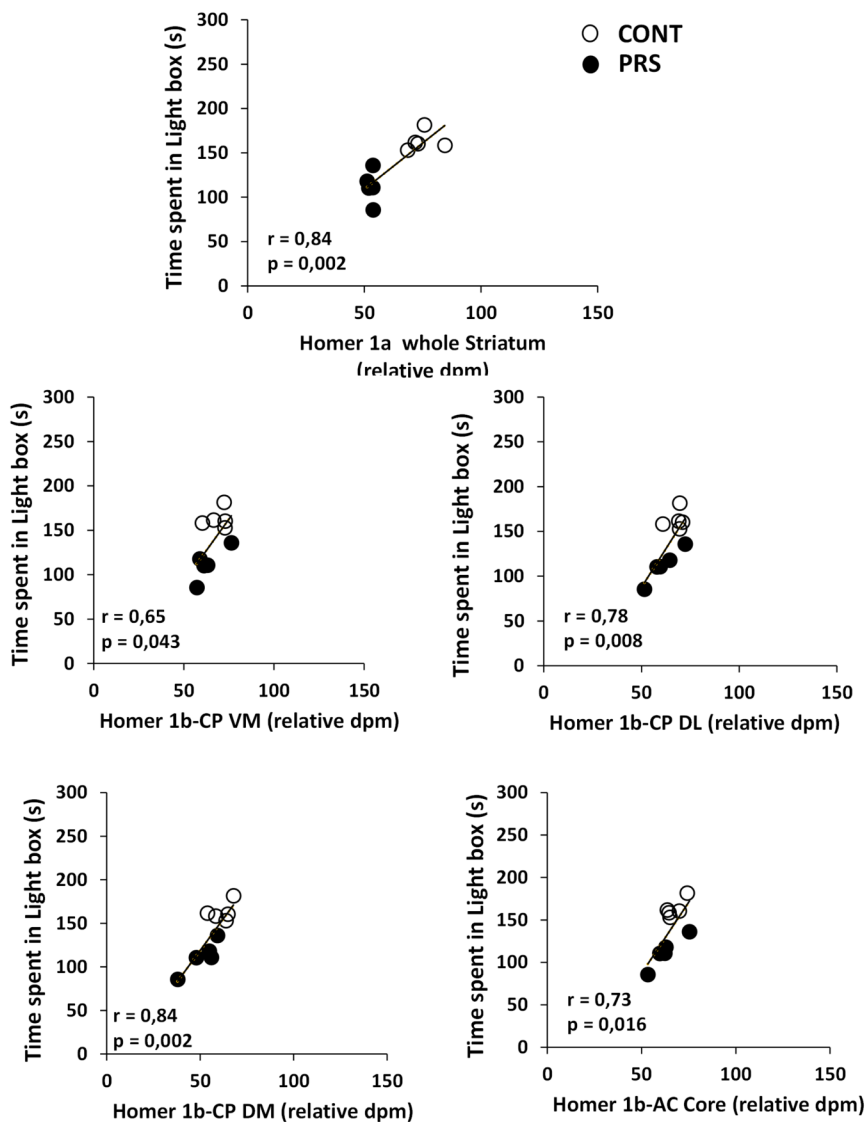 CONT
PRS
Time spent in Light box (s)
300
250
200
150
100
50
0
r = 0,84
p = 0,002
0
50
100
150
Homer 1a whole Striatum
(relative dpm)
Time spent in Light box (s)
300
250
200
150
100
50
0
r = 0,65
p = 0,043
0
50
100
150
Homer 1b-CP VM (relative dpm)
Time spent in Light box (s)
300
250
200
150
100
50
0
r = 0,78
p = 0,008
0
50
100
150
Homer 1b-CP DL (relative dpm)
Time spent in Light box (s)
300
250
200
150
100
50
0
r = 0,84
p = 0,002
0
50
100
150
Homer 1b-CP DM (relative dpm)
Time spent in Light box (s)
300
250
200
150
100
50
0
r = 0,73
p = 0,016
0
50
100
150
Homer 1b-AC Core (relative dpm)